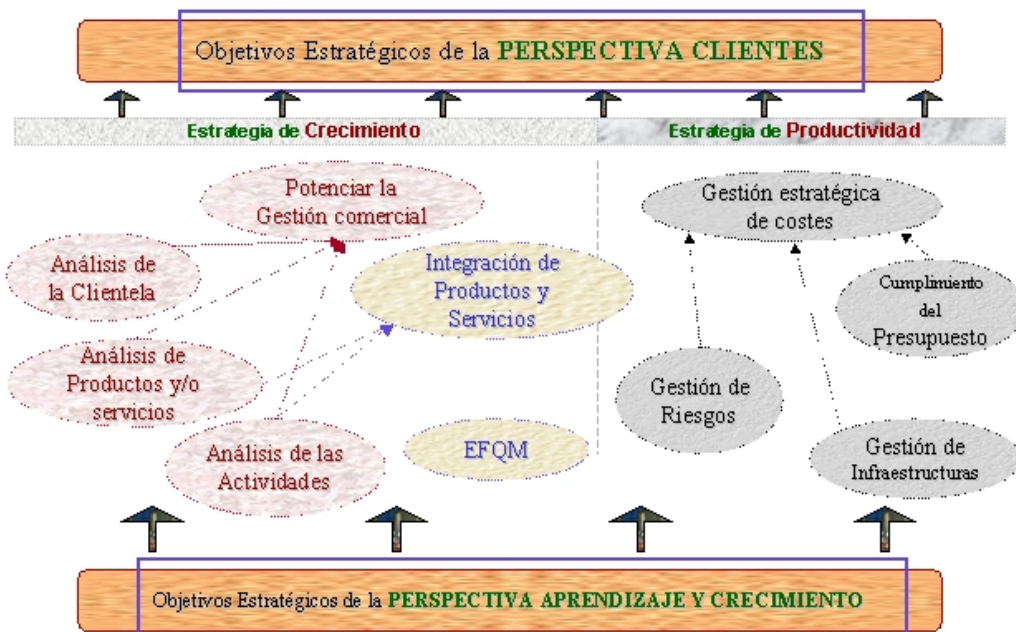 Objetivos Estratégicos de la PERSPECTIVA CLIENTES
Estrategia de Crecimiento
Estrategia de Productividad
Potenciar la
Gestión comercial
Análisis de
la Clientela
Integración de
Productos y
Servicios
Análisis de
Productos y/o
servicios
Análisis de las
Actividades
EFQM
Gestión estratégica
de costes
Cumplimiento
del
Presupuesto
Gestión de
Riesgos
Gestión de
Infraestructuras
Objetivos Estratégicos de la PERSPECTIVA APRENDIZAJE Y CRECIMIENTO